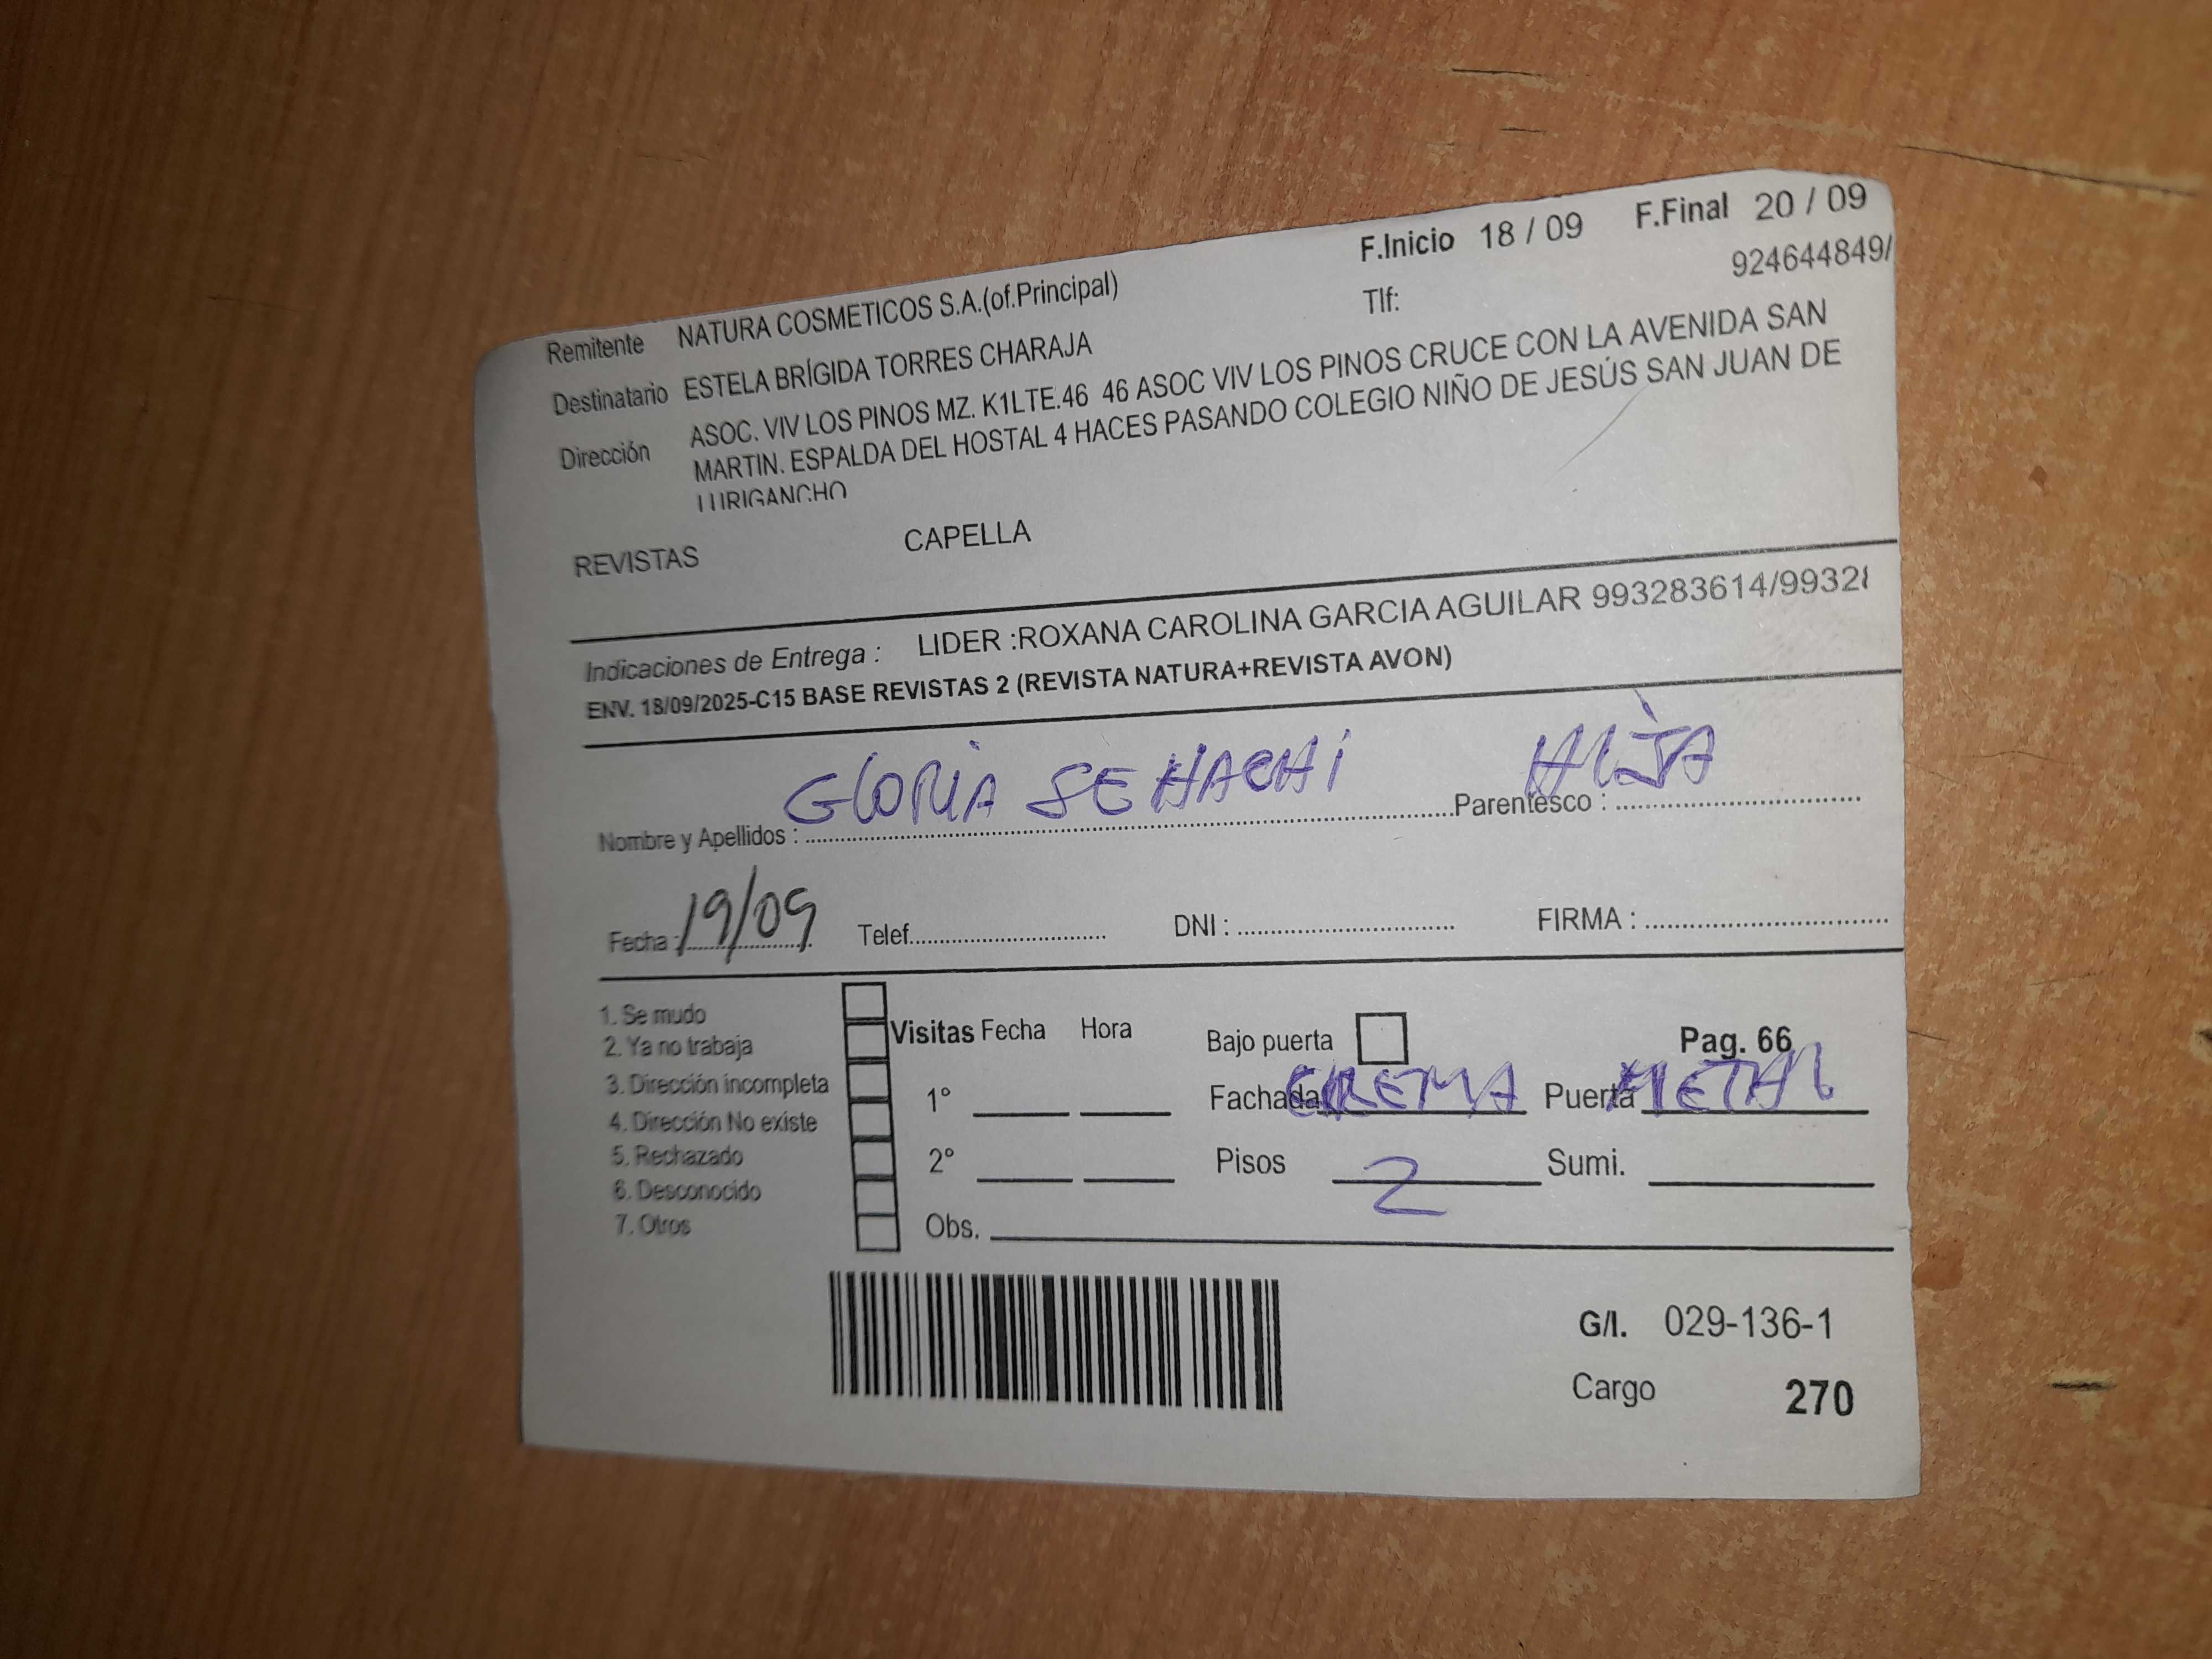 F.Inicio 18 / 09 F.Final 20 / 09
Remitente NATURA COSMETICOS S.A.(of.Principal) Tlf: 924644849/
Destinatario ESTELA BRÍGIDA TORRES CHARAJA
Dirección ASOC. VIV LOS PINOS MZ. K1LTE.46 46 ASOC VIV LOS PINOS CRUCE CON LA AVENIDA SAN
MARTIN. ESPALDA DEL HOSTAL 4 HACES PASANDO COLEGIO NIÑO DE JESÚS SAN JUAN DE
LURIGANCHO
REVISTAS CAPELLA
Indicaciones de Entrega : LIDER :ROXANA CAROLINA GARCIA AGUILAR 993283614/99328
ENV. 18/09/2025-C15 BASE REVISTAS 2 (REVISTA NATURA+REVISTA AVON)
Nombre y Apellidos : GLORIA Parentesco : HIJA
Fecha : 19/09 Telef. DNI : FIRMA :
1. Se mudo
2. Ya no trabaja
3. Dirección incompleta
4. Dirección No existe
5. Rechazado
6. Desconocido
7. Otros
Visitas Fecha Hora Bajo puerta Pag. 66
1° Fachada CREMA Puerta METAL
2° Pisos 2 Sumi.
Obs.
G/I. 029-136-1
Cargo 270